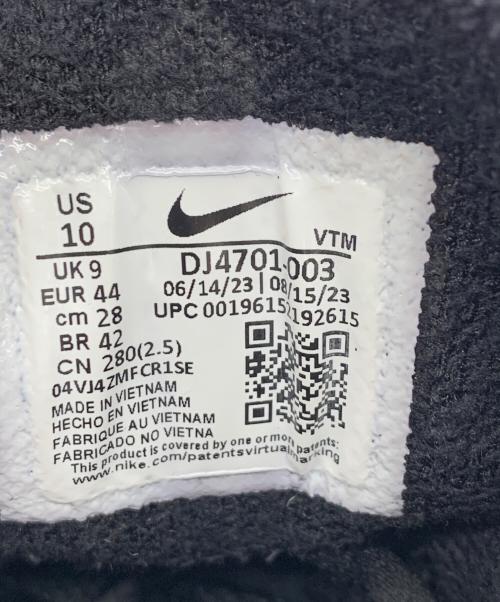 US
10
VTM
UK 9
EUR 44
cm 28
BR 42
CN 280(2.5)
DJ4701-003
06/14/23 | 08/15/23
UPC 00196152192615
04VJ4ZMFCR1SE
MADE IN VIETNAM
HECHO EN VIETNAM
FABRIQUE AU VIETNAM
FABRICADO NO VIETNA
This product is covered by one or more patents:
www.nike.com/patentsvirtualmarking